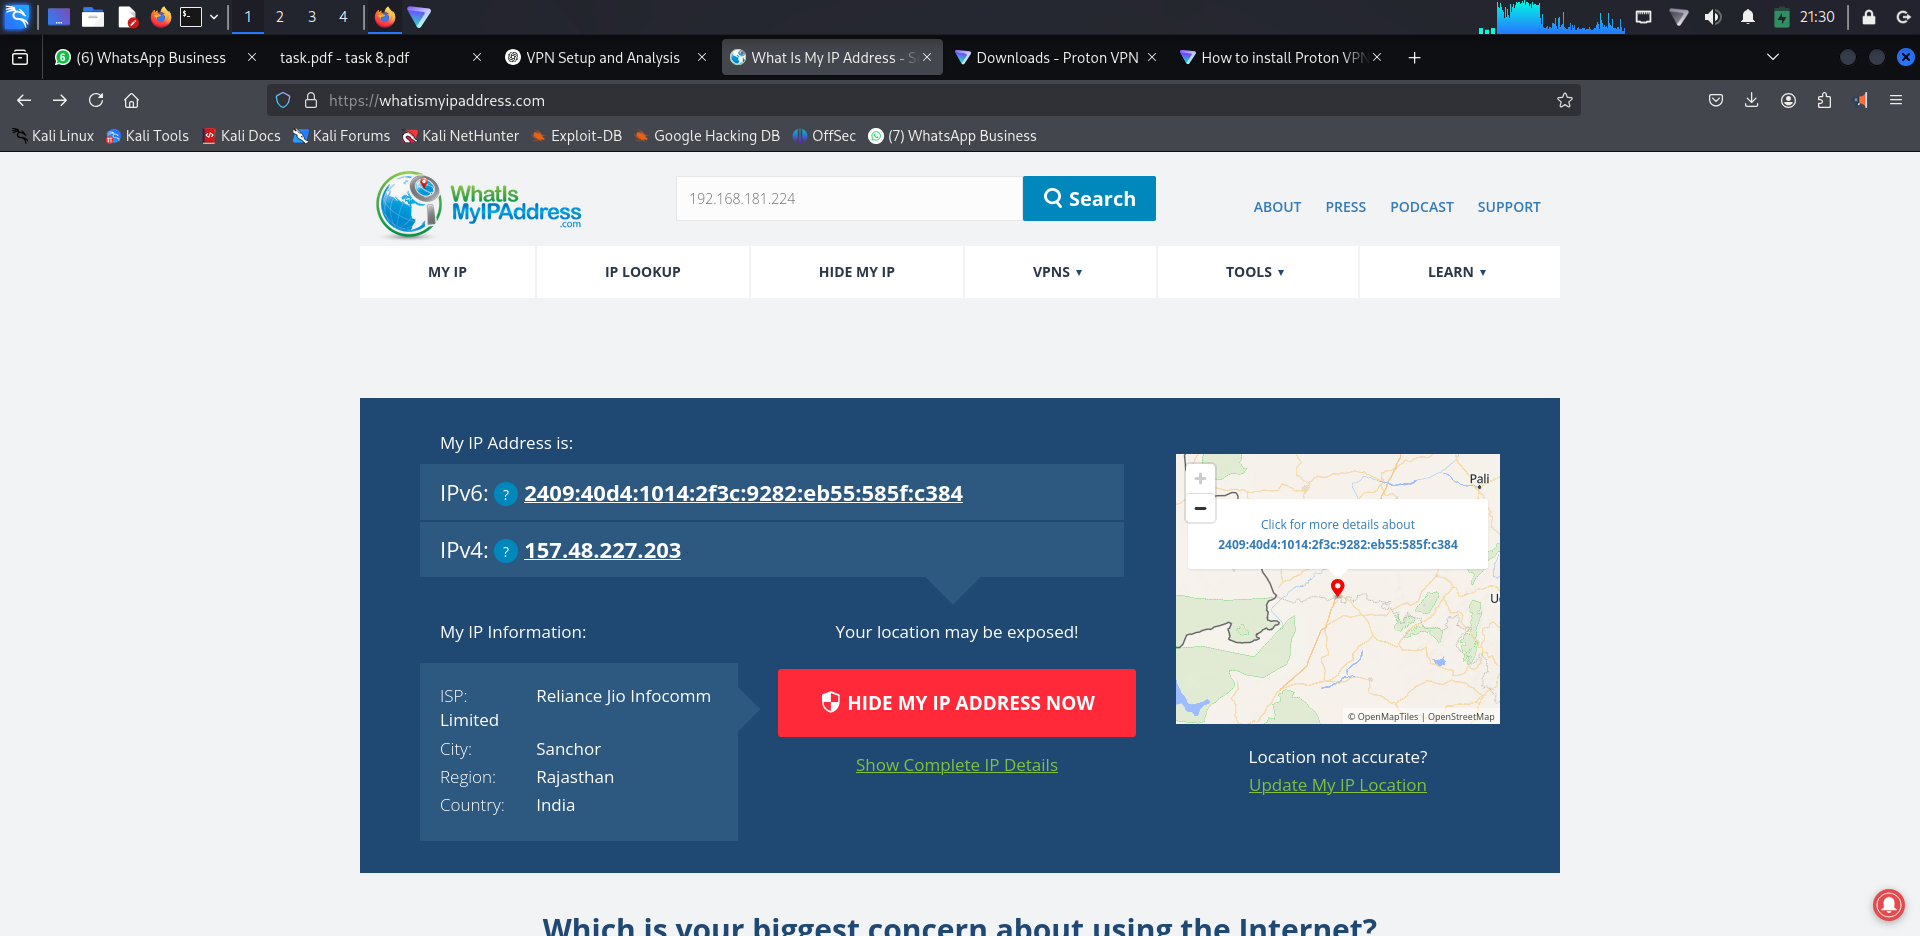 1 2 3 4 21:30
(6) WhatsApp Business
task.pdf - task 8.pdf
VPN Setup and Analysis
What Is My IP Address - S
Downloads - Proton VPN
How to install Proton VPN
https://whatismyipaddress.com
Kali Linux Kali Tools Kali Docs Kali Forums Kali NetHunter Exploit-DB Google Hacking DB OffSec (7) WhatsApp Business
WhatIs
MyIPAddress
.com
192.168.181.224
Search
ABOUT PRESS PODCAST SUPPORT
MY IP IP LOOKUP HIDE MY IP VPNS ▾ TOOLS ▾ LEARN ▾
My IP Address is:
IPv6: ? 2409:40d4:1014:2f3c:9282:eb55:585f:c384
IPv4: ? 157.48.227.203
My IP Information:
ISP: Reliance Jio Infocomm
Limited
City: Sanchor
Region: Rajasthan
Country: India
Your location may be exposed!
HIDE MY IP ADDRESS NOW
Show Complete IP Details
+
−
Pali
Click for more details about
2409:40d4:1014:2f3c:9282:eb55:585f:c384
U
© OpenMapTiles | OpenStreetMap
Location not accurate?
Update My IP Location
Which is your biggest concern about using the Internet?